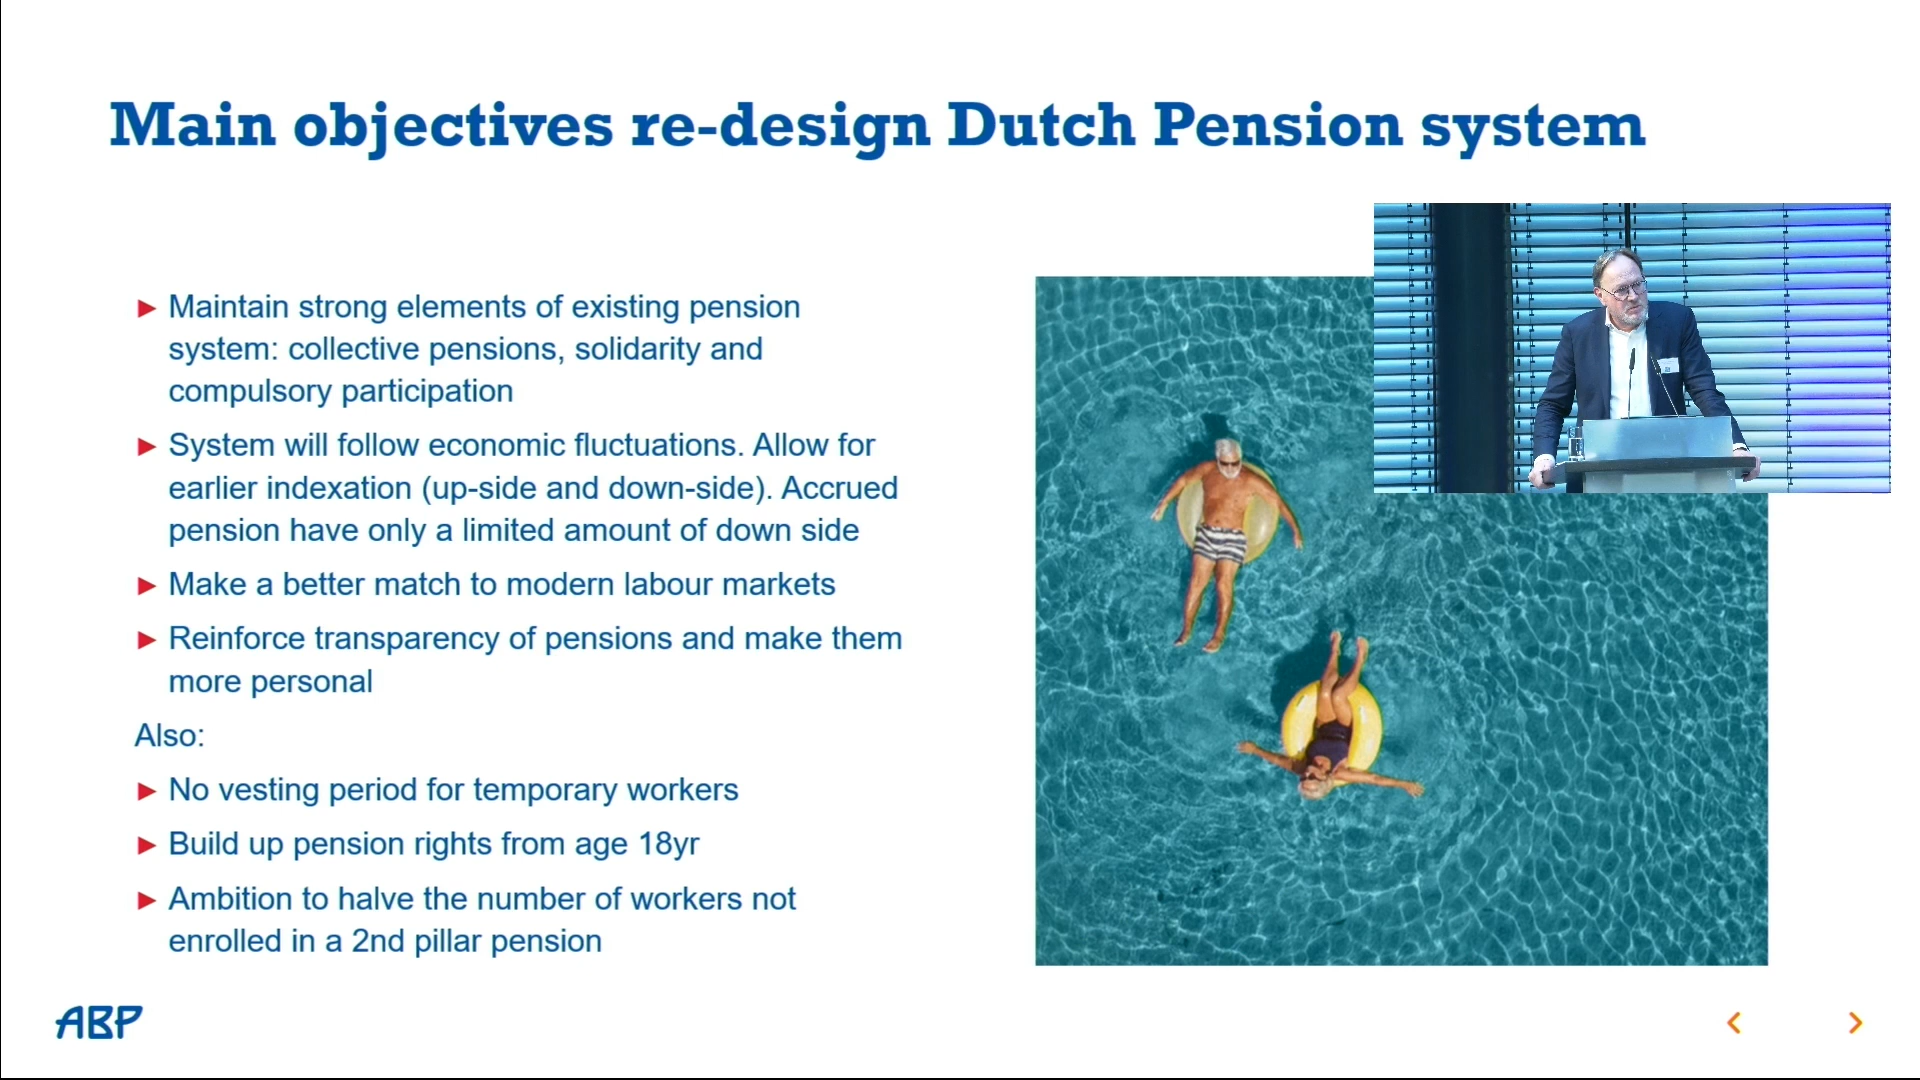 Main objectives re-design Dutch Pension system
► Maintain strong elements of existing pension
system: collective pensions, solidarity and
compulsory participation
► System will follow economic fluctuations. Allow for
earlier indexation (up-side and down-side). Accrued
pension have only a limited amount of down side
► Make a better match to modern labour markets
► Reinforce transparency of pensions and make them
more personal
Also:
► No vesting period for temporary workers
► Build up pension rights from age 18yr
► Ambition to halve the number of workers not
enrolled in a 2nd pillar pension
ABP